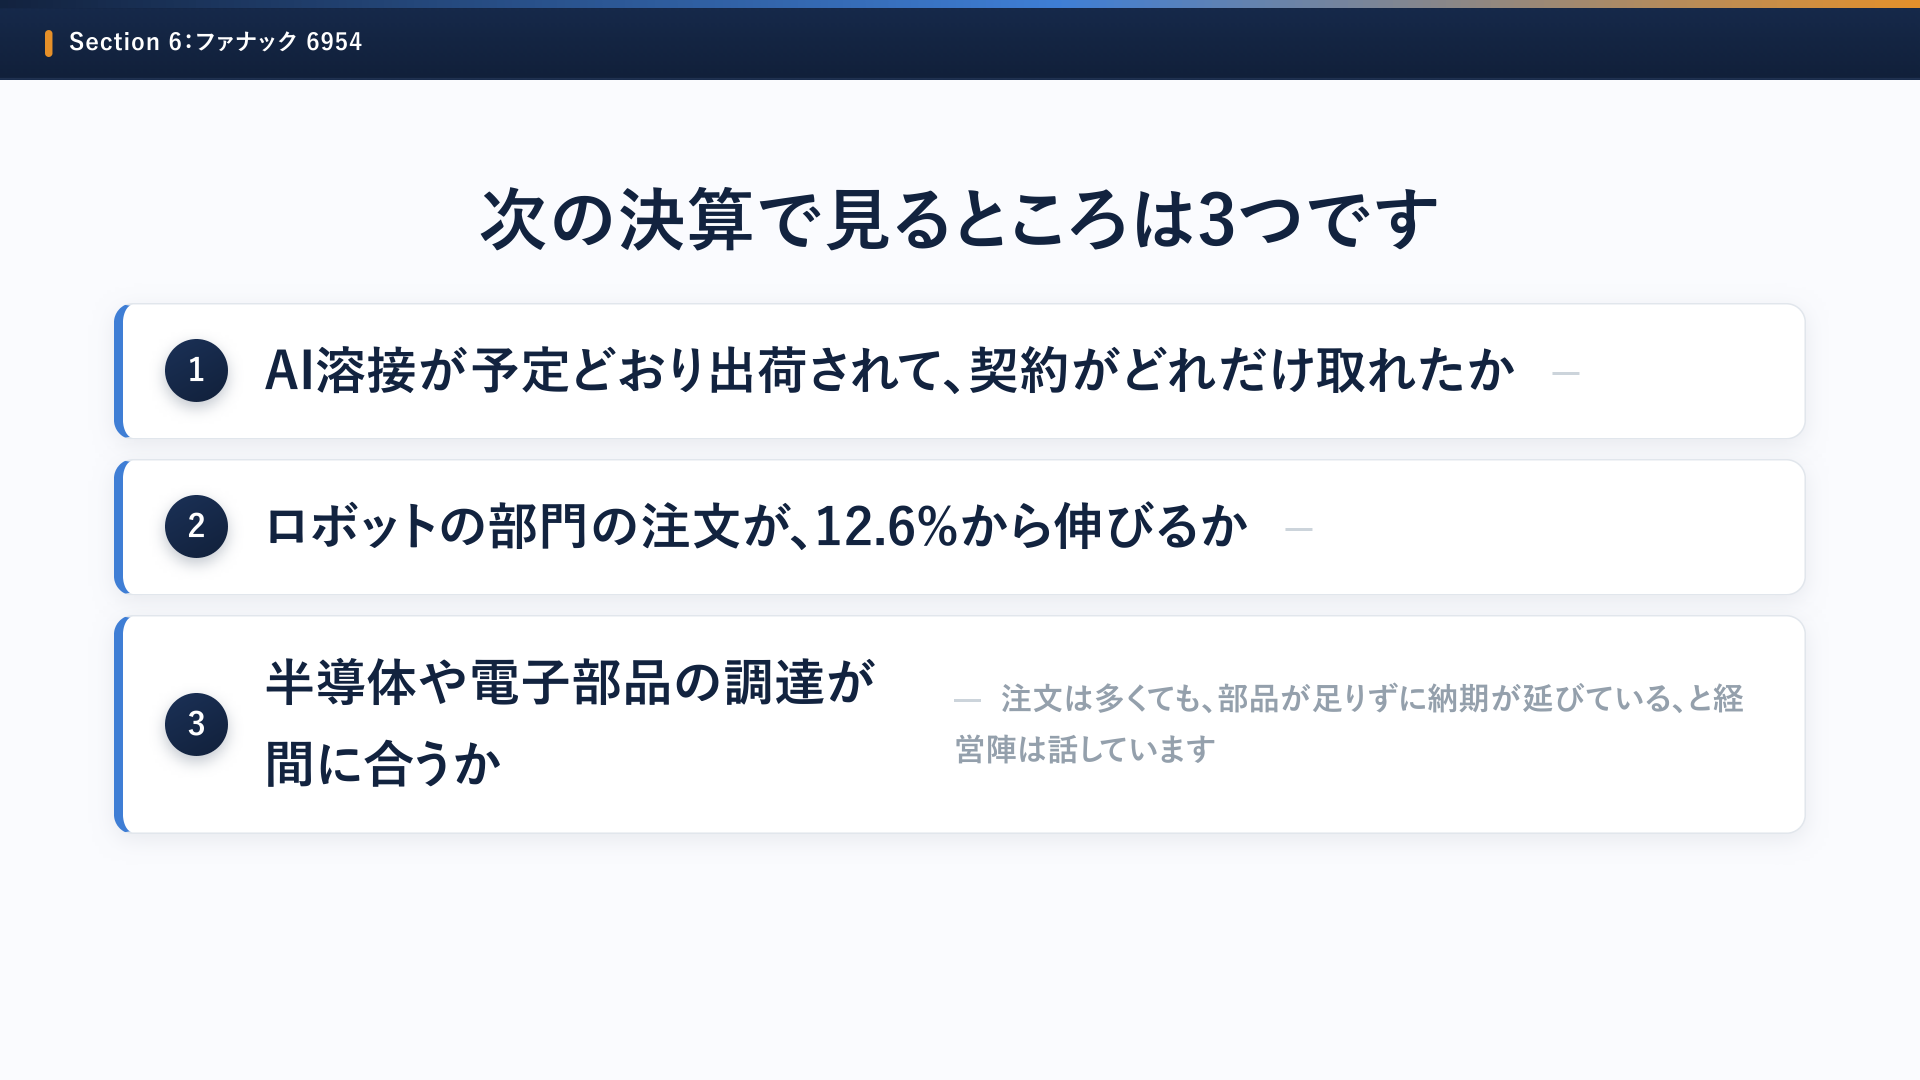 Section 6：ファナック 6954
次の決算で見るところは3つです
1 AI溶接が予定どおり出荷されて、契約がどれだけ取れたか —
2 ロボットの部門の注文が、12.6%から伸びるか —
3 半導体や電子部品の調達が
間に合うか
— 注文は多くても、部品が足りずに納期が延びている、と経
営陣は話しています